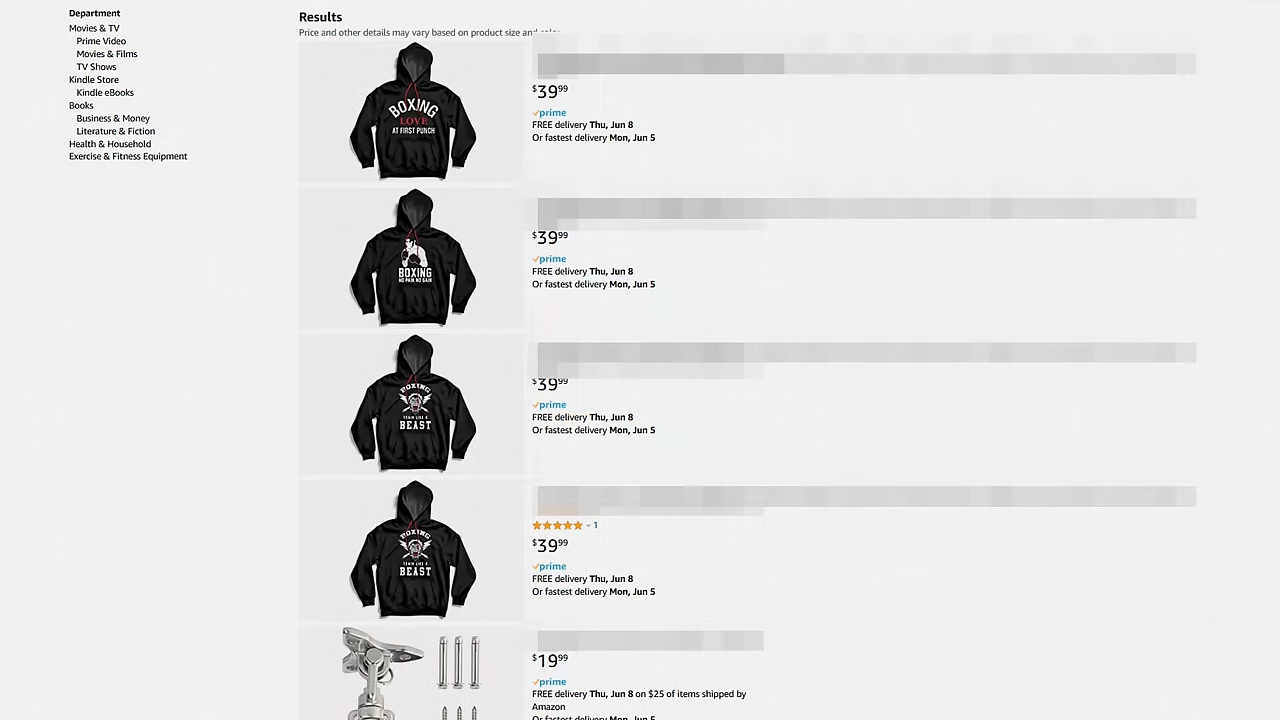 Department
Movies & TV
Prime Video
Movies & Films
TV Shows
Kindle Store
Kindle eBooks
Books
Business & Money
Literature & Fiction
Health & Household
Exercise & Fitness Equipment
Results
Price and other details may vary based on product size and color.
BOXING
LOVE
AT FIRST PUNCH
$39.99
prime
FREE delivery Thu, Jun 8
Or fastest delivery Mon, Jun 5
BOXING
NO PAIN NO GAIN
$39.99
prime
FREE delivery Thu, Jun 8
Or fastest delivery Mon, Jun 5
BOXING
TRAIN LIKE A
BEAST
$39.99
prime
FREE delivery Thu, Jun 8
Or fastest delivery Mon, Jun 5
BOXING
TRAIN LIKE A
BEAST
1
$39.99
prime
FREE delivery Thu, Jun 8
Or fastest delivery Mon, Jun 5
$19.99
prime
FREE delivery Thu, Jun 8 on $25 of items shipped by
Amazon
Or fastest delivery Mon, Jun 5